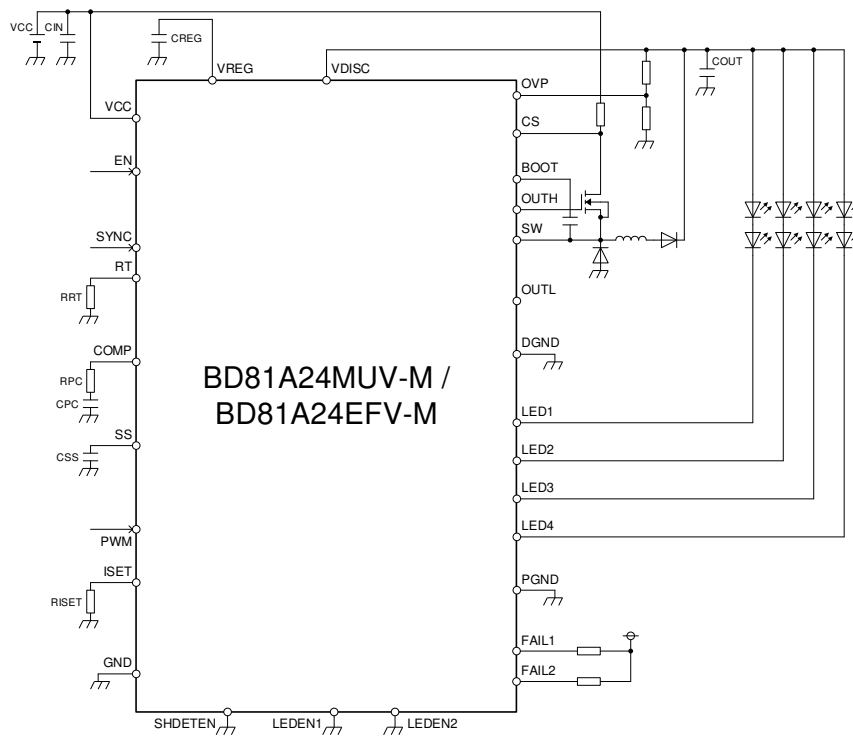 VCC
CIN
CREG
VREG
VDISC
COUT
VCC
EN
SYNC
RT
RRT
COMP
RPC
CPC
SS
CSS
PWM
ISET
RISET
GND
BD81A24MUV-M /
BD81A24EFV-M
OVP
CS
BOOT
OUTH
SW
OUTL
DGND
LED1
LED2
LED3
LED4
PGND
FAIL1
FAIL2
SHDETEN
LEDEN1
LEDEN2